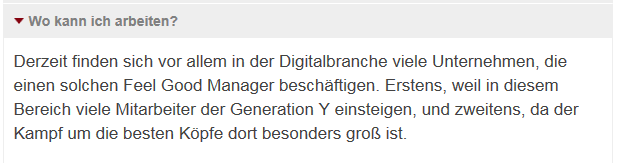 Wo kann ich arbeiten?
Derzeit finden sich vor allem in der Digitalbranche viele Unternehmen, die
einen solchen Feel Good Manager beschäftigen. Erstens, weil in diesem
Bereich viele Mitarbeiter der Generation Y einsteigen, und zweitens, da der
Kampf um die besten Köpfe dort besonders groß ist.